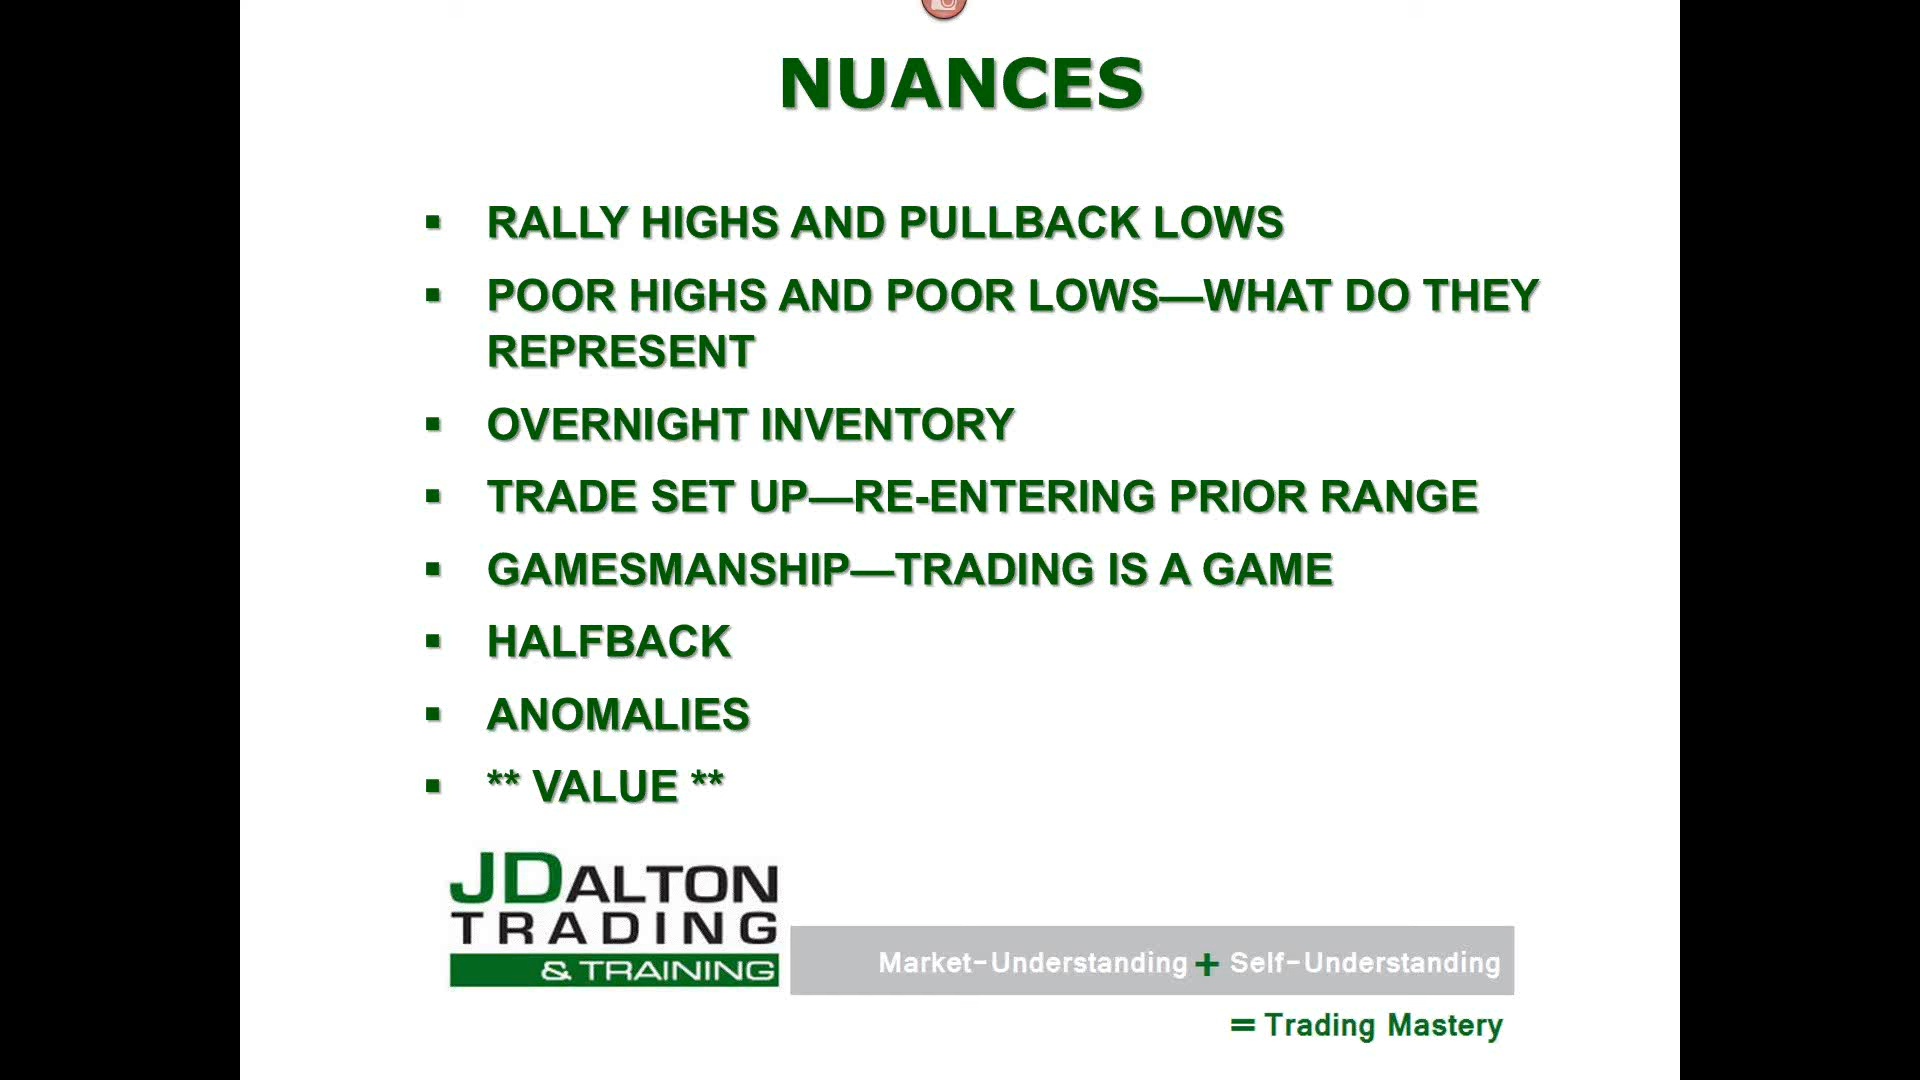 NUANCES
▪ RALLY HIGHS AND PULLBACK LOWS
▪ POOR HIGHS AND POOR LOWS—WHAT DO THEY
REPRESENT
▪ OVERNIGHT INVENTORY
▪ TRADE SET UP—RE-ENTERING PRIOR RANGE
▪ GAMESMANSHIP—TRADING IS A GAME
▪ HALFBACK
▪ ANOMALIES
▪ ** VALUE **
JDALTON
TRADING
& TRAINING
Market-Understanding + Self-Understanding
= Trading Mastery